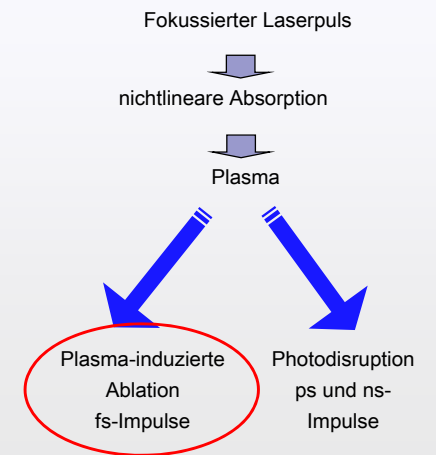 Fokussierter Laserpuls
nichtlineare Absorption
Plasma
Plasma-induzierte
Ablation
fs-Impulse
Photodisruption
ps und ns-
Impulse